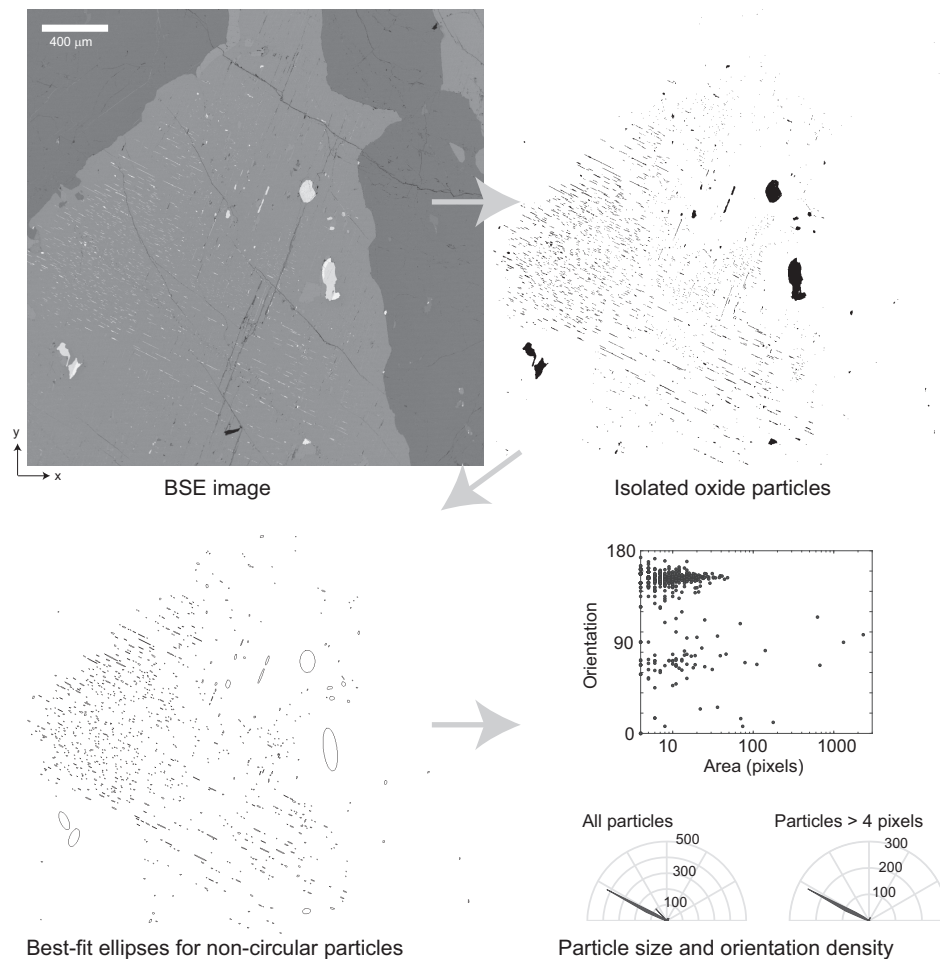 400 μm
y
x
BSE image
Isolated oxide particles
180
90
0
Orientation
10
100
1000
Area (pixels)
All particles
500
300
100
Particles > 4 pixels
300
200
100
Best-fit ellipses for non-circular particles
Particle size and orientation density